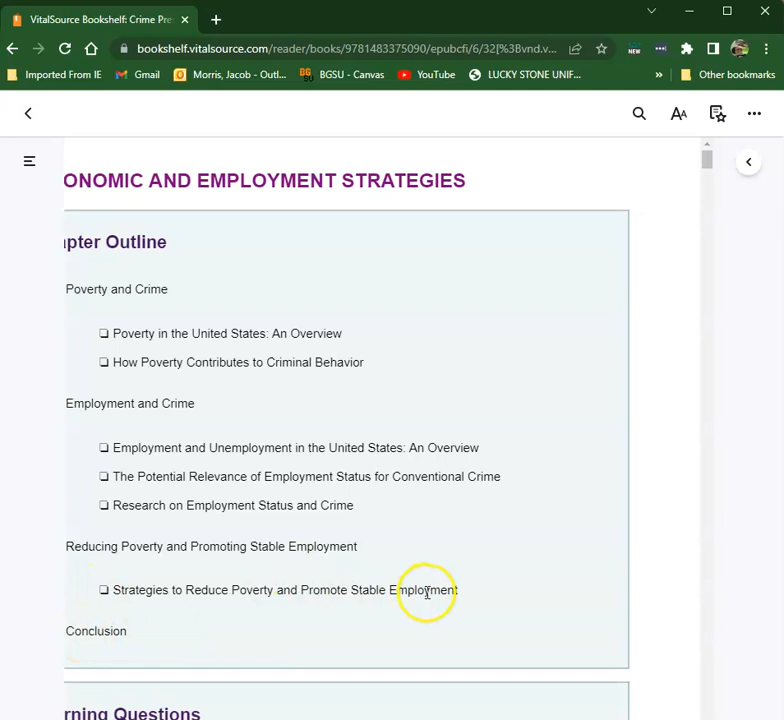 VitalSource Bookshelf: Crime Pre
bookshelf.vitalsource.com/reader/books/9781483375090/epubcfi/6/32[%3Bvnd.v...
NEW
Imported From IE
Gmail
Morris, Jacob - Outl...
BGSU - Canvas
YouTube
LUCKY STONE UNIF...
»
Other bookmarks
AA
ONOMIC AND EMPLOYMENT STRATEGIES
apter Outline
Poverty and Crime
❑ Poverty in the United States: An Overview
❑ How Poverty Contributes to Criminal Behavior
Employment and Crime
❑ Employment and Unemployment in the United States: An Overview
❑ The Potential Relevance of Employment Status for Conventional Crime
❑ Research on Employment Status and Crime
Reducing Poverty and Promoting Stable Employment
❑ Strategies to Reduce Poverty and Promote Stable Employment
Conclusion
rning Questions